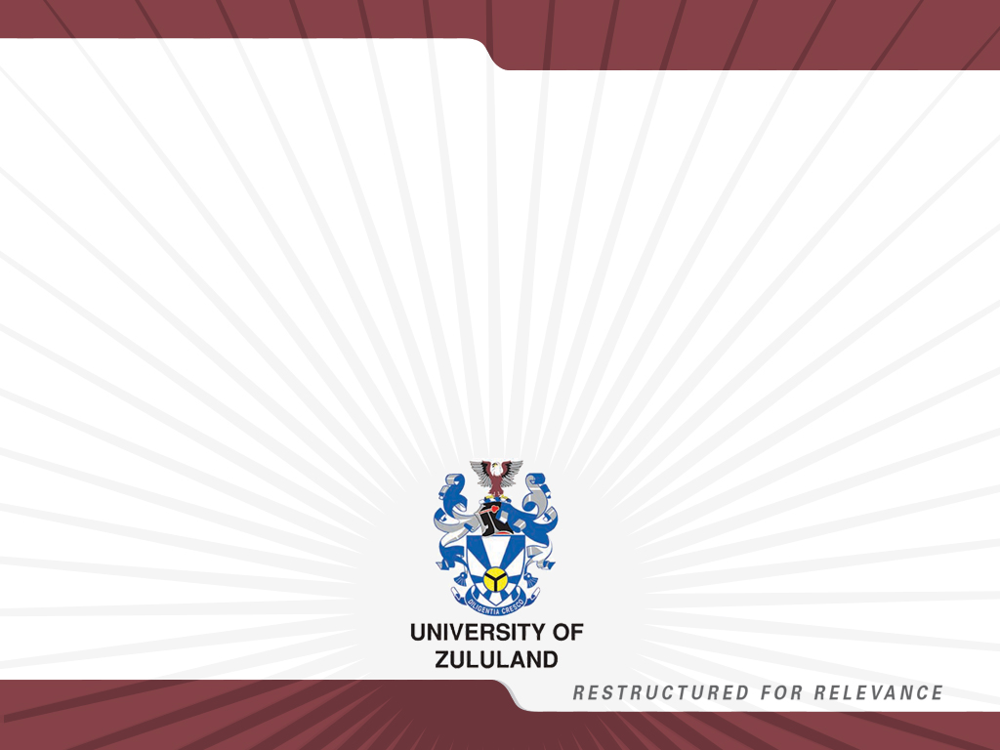 DILIGENTIA CRESCO
UNIVERSITY OF
ZULULAND
RESTRUCTURED FOR RELEVANCE